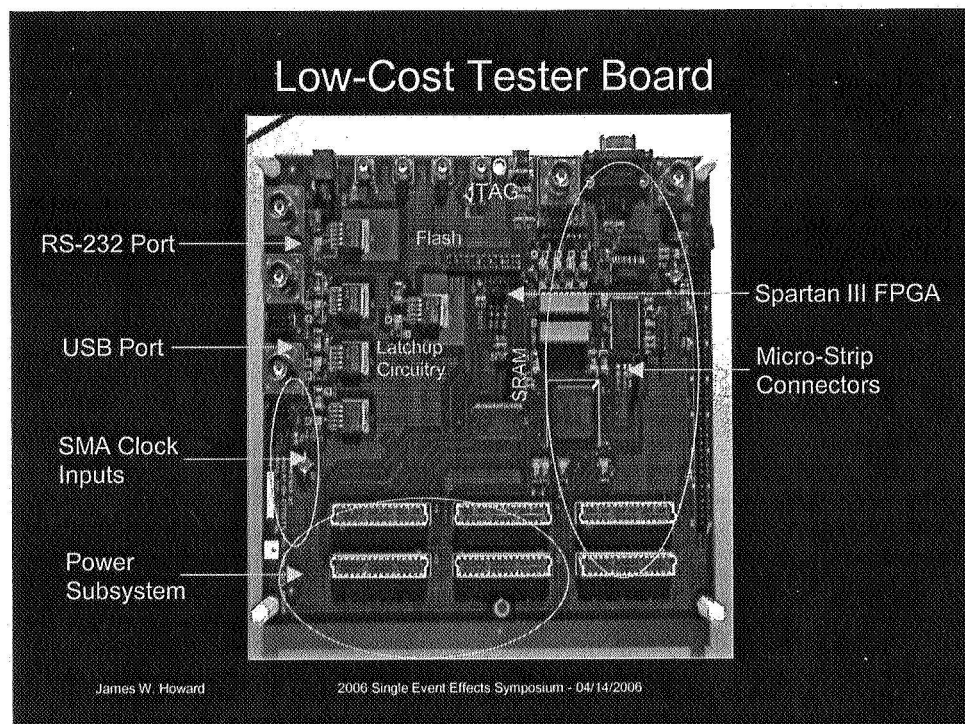 Low-Cost Tester Board
JTAG
RS-232 Port
Flash
Spartan III FPGA
USB Port
Latchup
Circuitry
SRAM
Micro-Strip
Connectors
SMA Clock
Inputs
Power
Subsystem
James W. Howard
2006 Single Event Effects Symposium - 04/14/2006